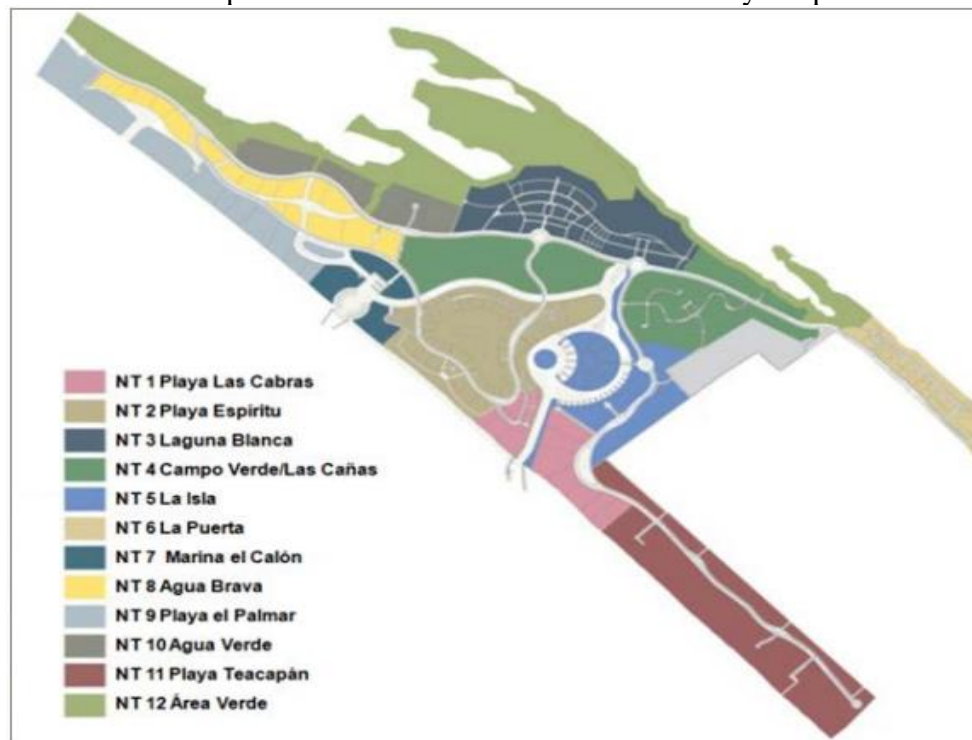 NT 1 Playa Las Cabras
NT 2 Playa Espiritu
NT 3 Laguna Blanca
NT 4 Campo Verde/Las Cañas
NT 5 La Isla
NT 6 La Puerta
NT 7 Marina el Calón
NT 8 Agua Brava
NT 9 Playa el Palmar
NT 10 Agua Verde
NT 11 Playa Teacapán
NT 12 Área Verde